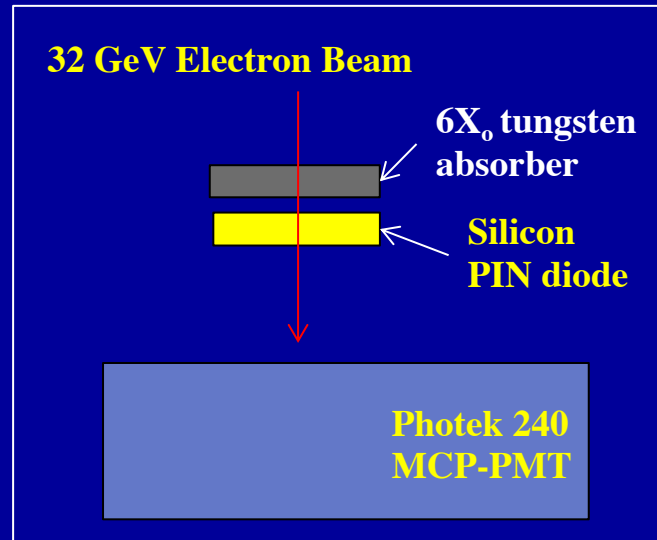 32 GeV Electron Beam
6Xₒ tungsten
absorber
Silicon
PIN diode
Photek 240
MCP-PMT